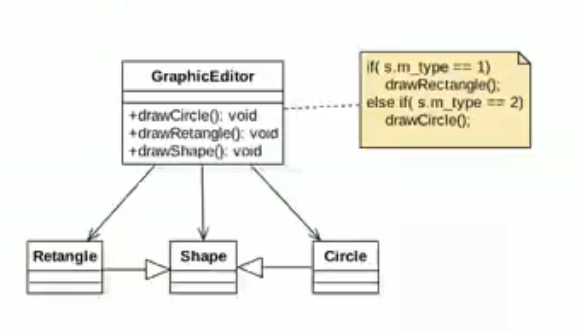 GraphicEditor
+drawCircle(): void
+drawRetangle(): void
+drawShape(): void
if( s.m_type == 1)
drawRectangle();
else if( s.m_type == 2)
drawCircle();
Retangle
Shape
Circle